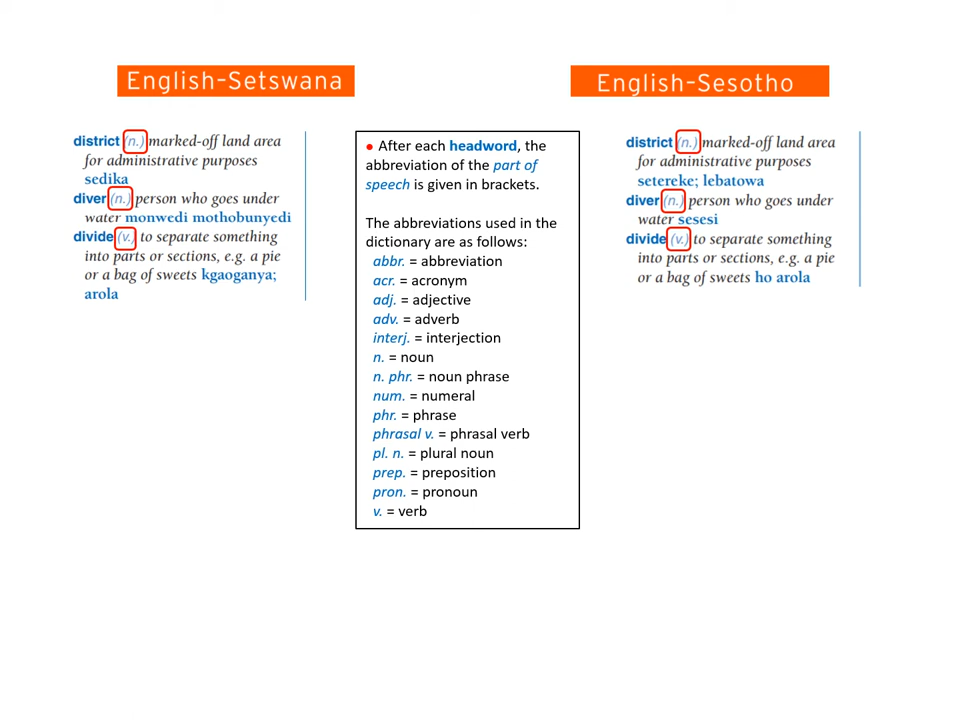 English-Setswana
district (n.) marked-off land area
for administrative purposes
sedika
diver (n.) person who goes under
water monwedi mothobunyedi
divide (v.) to separate something
into parts or sections, e.g. a pie
or a bag of sweets kgaoganya;
arola
• After each headword, the
abbreviation of the part of
speech is given in brackets.
The abbreviations used in the
dictionary are as follows:
abbr. = abbreviation
acr. = acronym
adj. = adjective
adv. = adverb
interj. = interjection
n. = noun
n. phr. = noun phrase
num. = numeral
phr. = phrase
phrasal v. = phrasal verb
pl. n. = plural noun
prep. = preposition
pron. = pronoun
v. = verb
English-Sesotho
district (n.) marked-off land area
for administrative purposes
setereke; lebatowa
diver (n.) person who goes under
water sesesi
divide (v.) to separate something
into parts or sections, e.g. a pie
or a bag of sweets ho arola